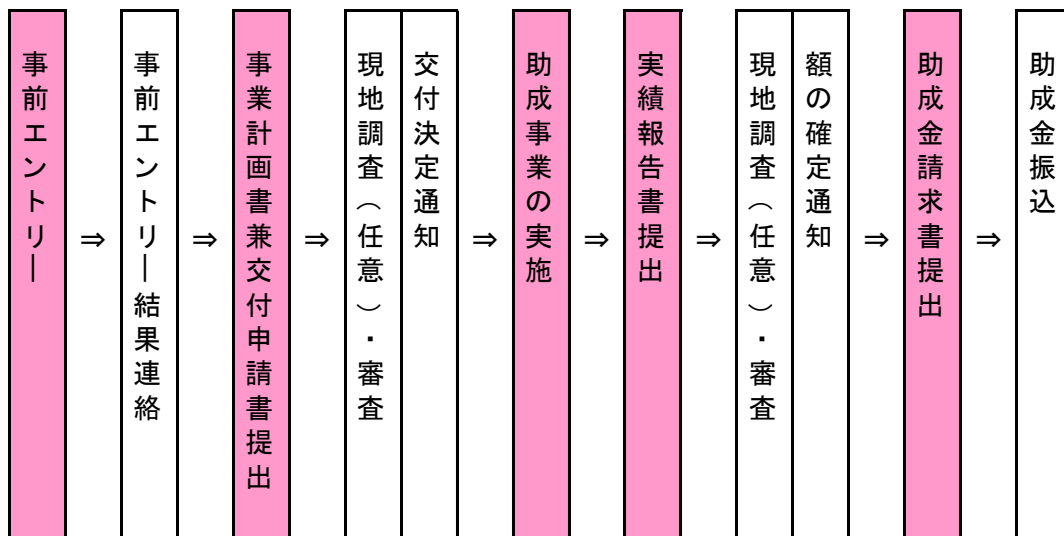 事前エントリー
⇒
事前エントリー結果連絡
⇒
事業計画書兼交付申請書提出
⇒
現地調査（任意）・審査
交付決定通知
⇒
助成事業の実施
⇒
実績報告書提出
⇒
現地調査（任意）・審査
額の確定通知
⇒
助成金請求書提出
⇒
助成金振込